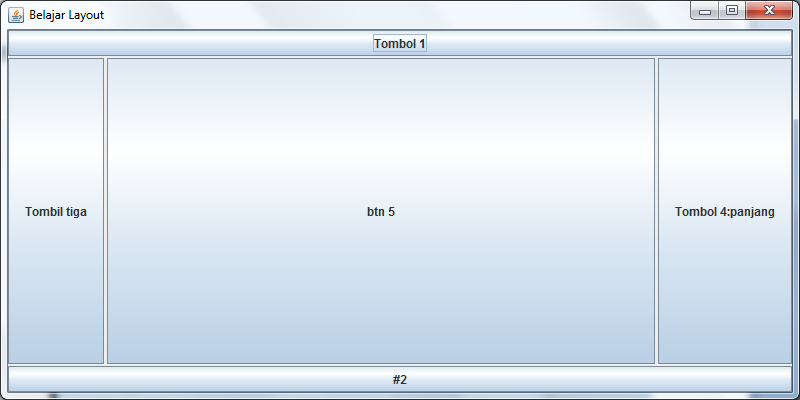 Belajar Layout
Tombol 1
Tombil tiga
btn 5
Tombol 4:panjang
#2